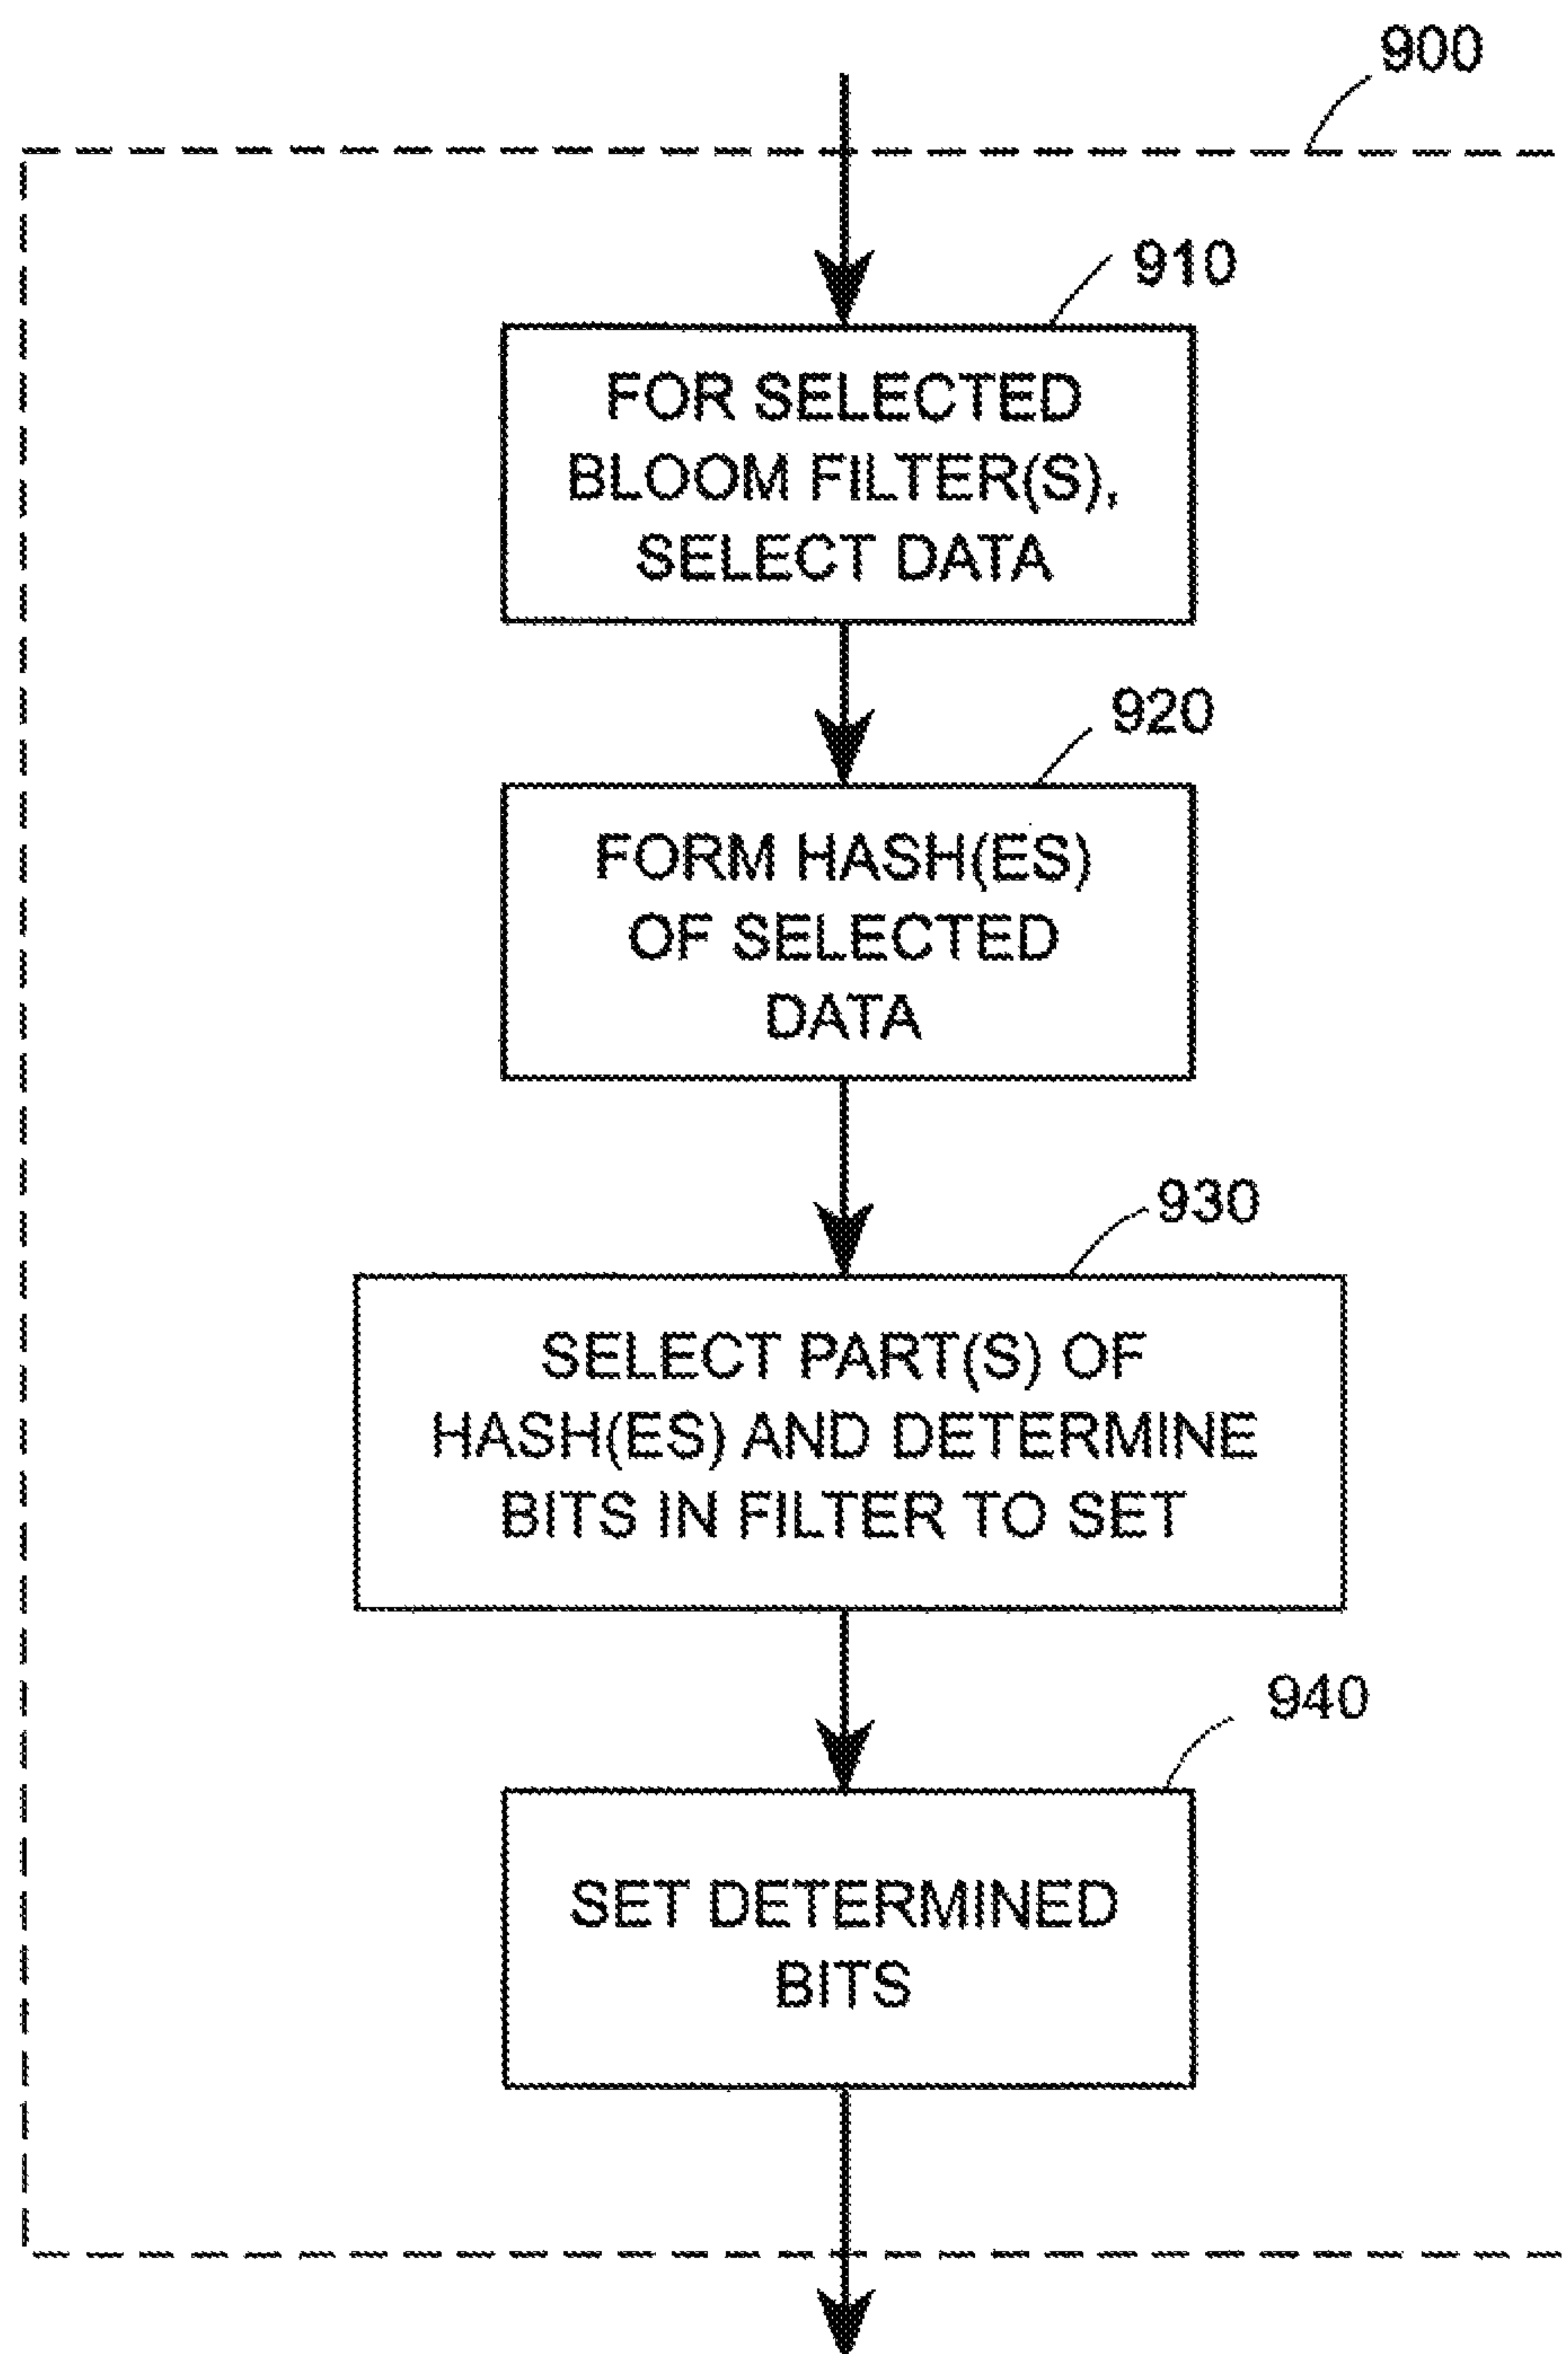 900
910
FOR SELECTED
BLOOM FILTER(S),
SELECT DATA
920
FORM HASH(ES)
OF SELECTED
DATA
930
SELECT PART(S) OF
HASH(ES) AND DETERMINE
BITS IN FILTER TO SET
940
SET DETERMINED
BITS